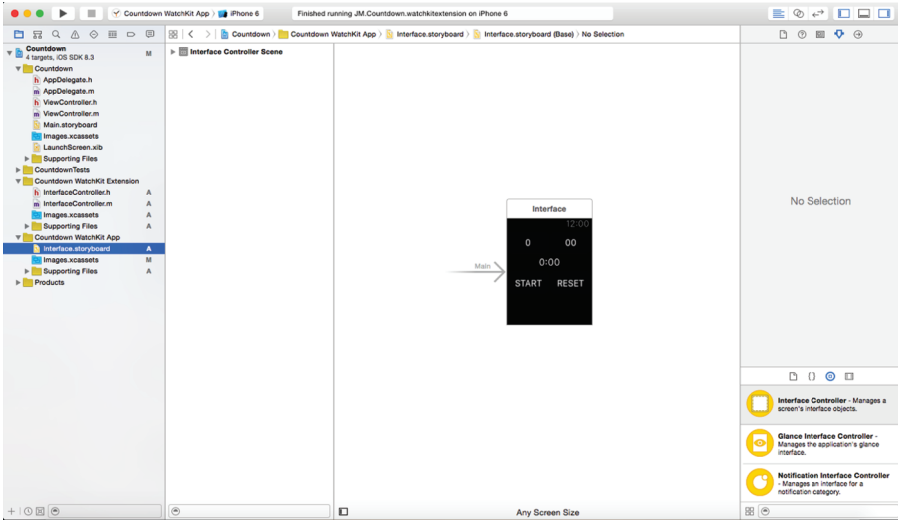 Countdown WatchKit App
iPhone 6
Finished running JM.Countdown.watchkitextension on iPhone 6
Countdown
Countdown WatchKit App
Interface.storyboard
Interface.storyboard (Base)
No Selection
Countdown
M
4 targets, iOS SDK 8.3
Countdown
h AppDelegate.h
m AppDelegate.m
h ViewController.h
m ViewController.m
Main.storyboard
Images.xcassets
LaunchScreen.xib
Supporting Files
CountdownTests
Countdown WatchKit Extension
h InterfaceController.h A
m InterfaceController.m A
Images.xcassets A
Supporting Files A
Countdown WatchKit App
Interface.storyboard A
Images.xcassets M
Supporting Files A
Products
Interface Controller Scene
Main
Interface
12:00
0 00
0:00
START RESET
Any Screen Size
No Selection
{}
Interface Controller - Manages a
screen's interface objects.
Glance Interface Controller -
Manages the application's glance
interface.
Notification Interface Controller
- Manages an interface for a
notification category.